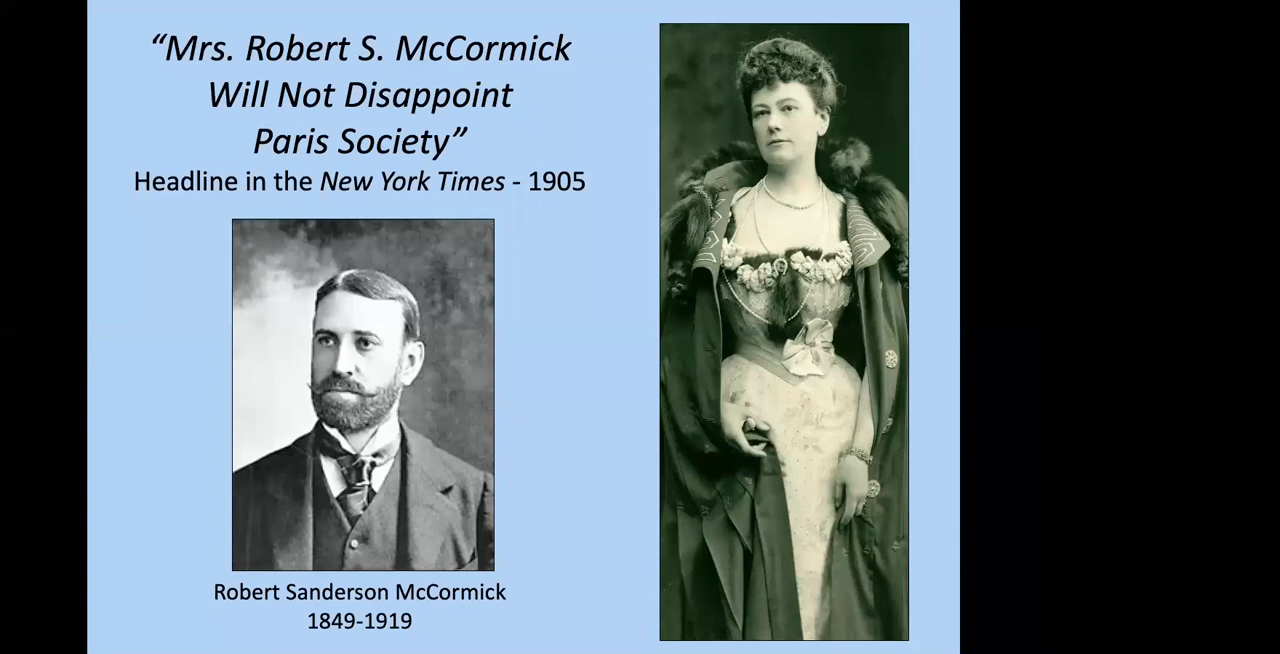 “Mrs. Robert S. McCormick
Will Not Disappoint
Paris Society”
Headline in the New York Times - 1905
Robert Sanderson McCormick
1849-1919